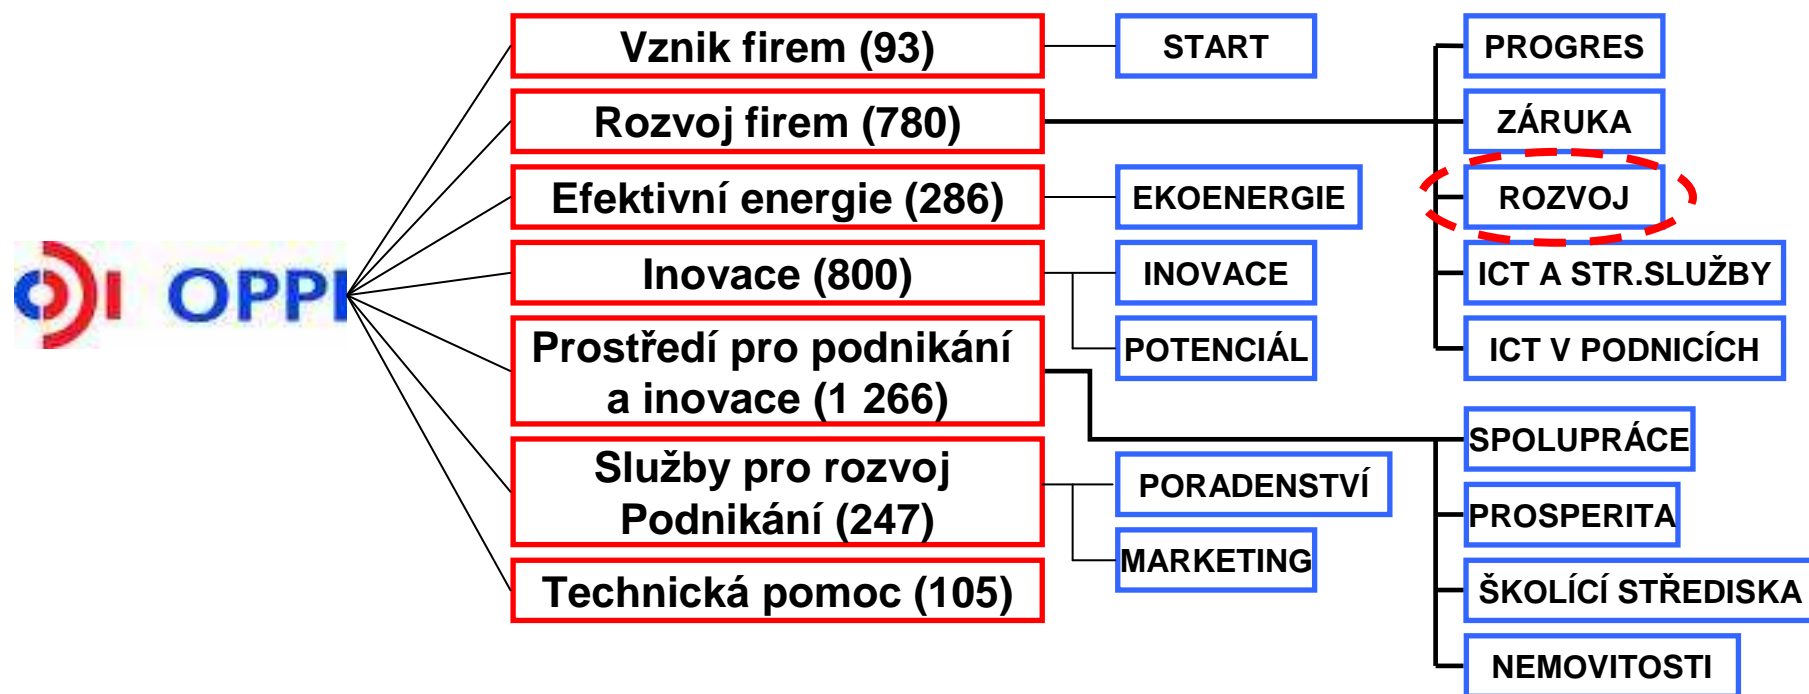 OPPI
Vznik firem (93)
START
PROGRES
Rozvoj firem (780)
ZÁRUKA
Efektivní energie (286)
EKOENERGIE
ROZVOJ
Inovace (800)
INOVACE
ICT A STR.SLUŽBY
Prostředí pro podnikání
a inovace (1 266)
POTENCIÁL
ICT V PODNICÍCH
SPOLUPRÁCE
Služby pro rozvoj
Podnikání (247)
PORADENSTVÍ
PROSPERITA
MARKETING
Technická pomoc (105)
ŠKOLÍCÍ STŘEDISKA
NEMOVITOSTI